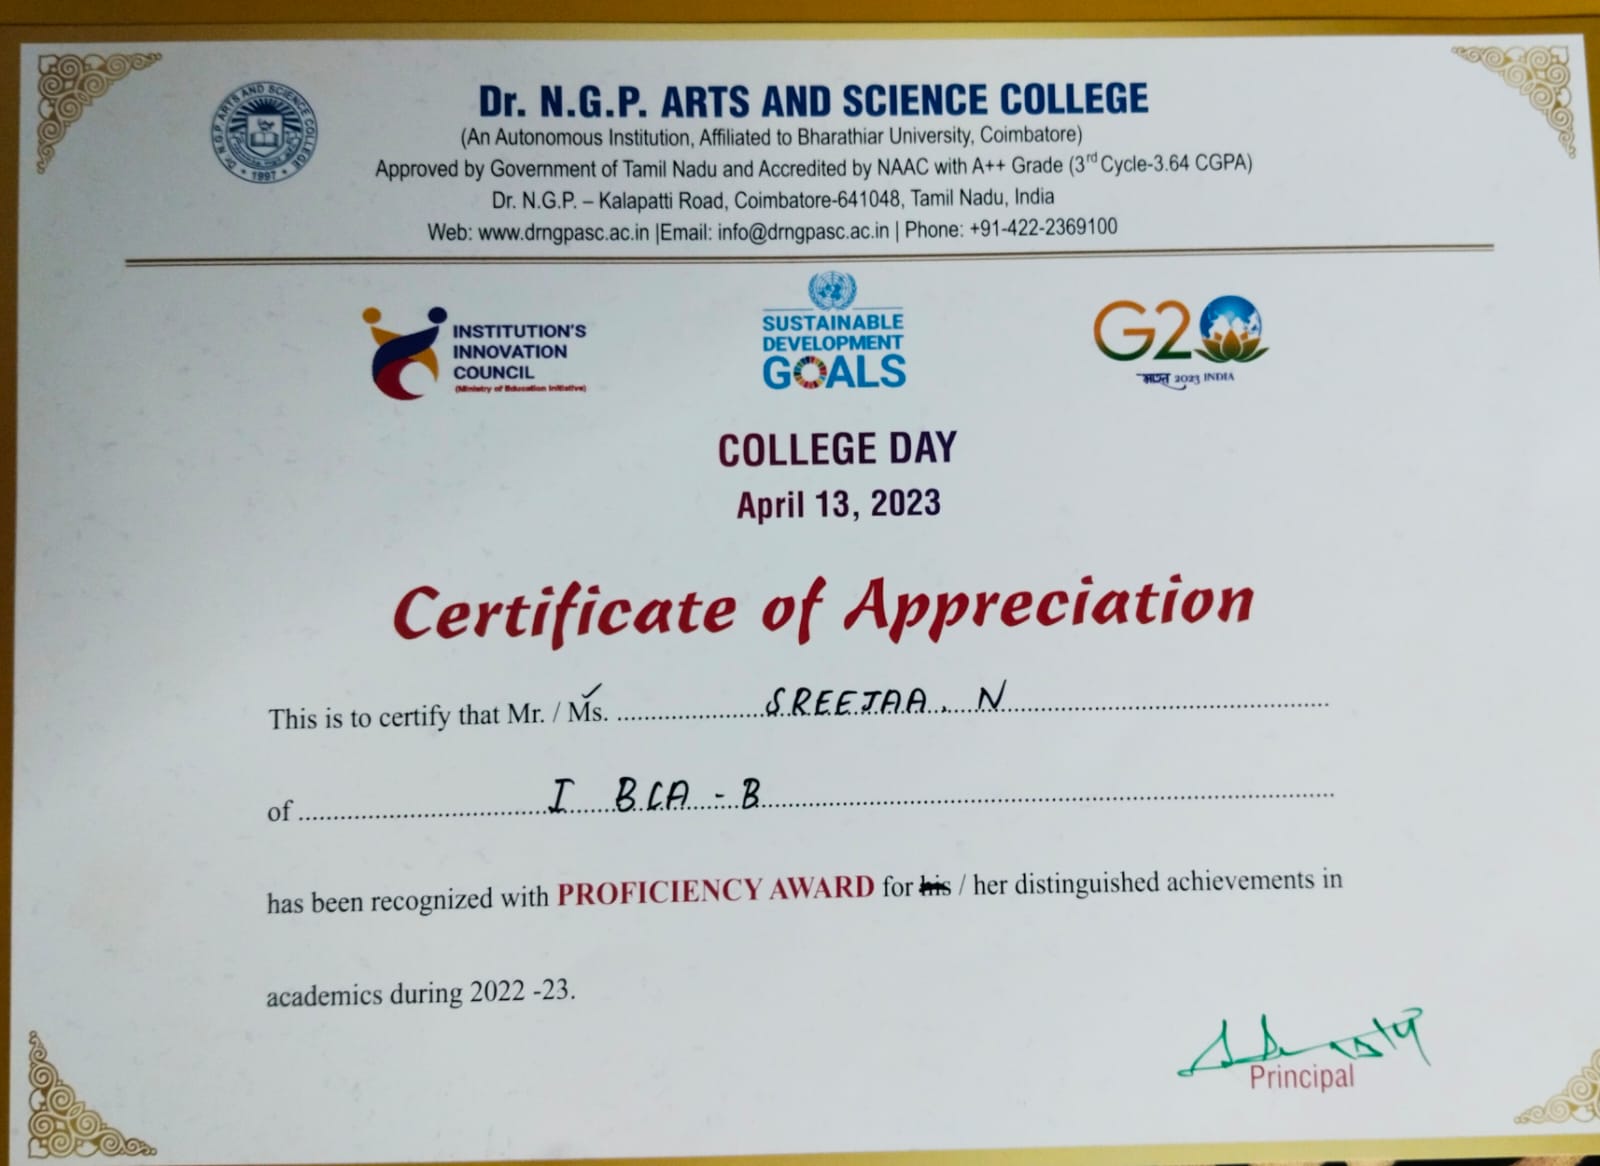 Dr. N.G.P. ARTS AND SCIENCE COLLEGE
(An Autonomous Institution, Affiliated to Bharathiar University, Coimbatore)
Approved by Government of Tamil Nadu and Accredited by NAAC with A++ Grade (3rd Cycle-3.64 CGPA)
Dr. N.G.P. – Kalapatti Road, Coimbatore-641048, Tamil Nadu, India
Web: www.drngpasc.ac.in |Email: info@drngpasc.ac.in | Phone: +91-422-2369100
Dr. N.G.P. ARTS AND SCIENCE COLLEGE
1997
INSTITUTION'S
INNOVATION
COUNCIL
(Ministry of Education Initiative)
SUSTAINABLE
DEVELOPMENT
GOALS
G20
भारत 2023 INDIA
COLLEGE DAY
April 13, 2023
Certificate of Appreciation
This is to certify that Mr. / Ms. SREEJAA. N
of I BCA - B
has been recognized with PROFICIENCY AWARD for his / her distinguished achievements in
academics during 2022 -23.
Principal